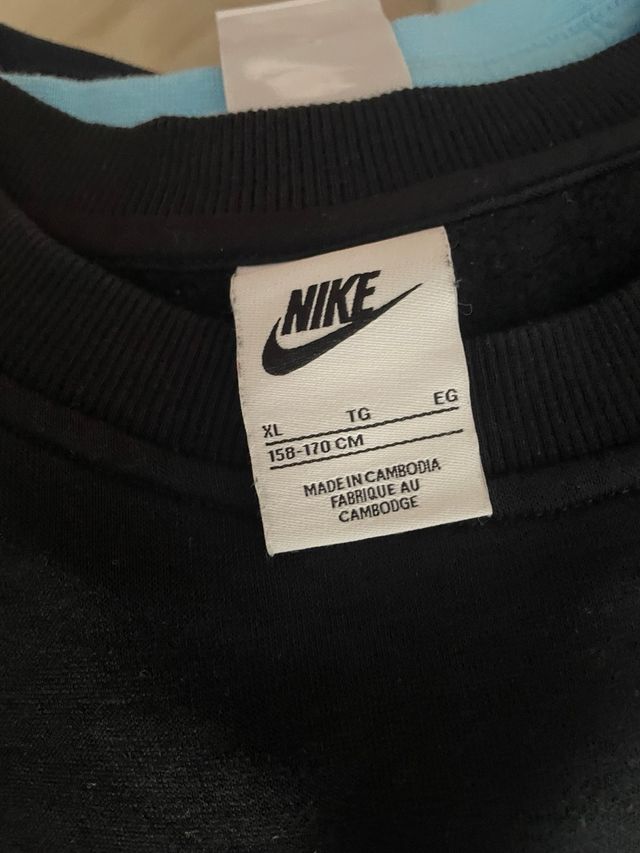 NIKE
XL TG EG
158-170 CM
MADE IN CAMBODIA
FABRIQUE AU
CAMBODGE